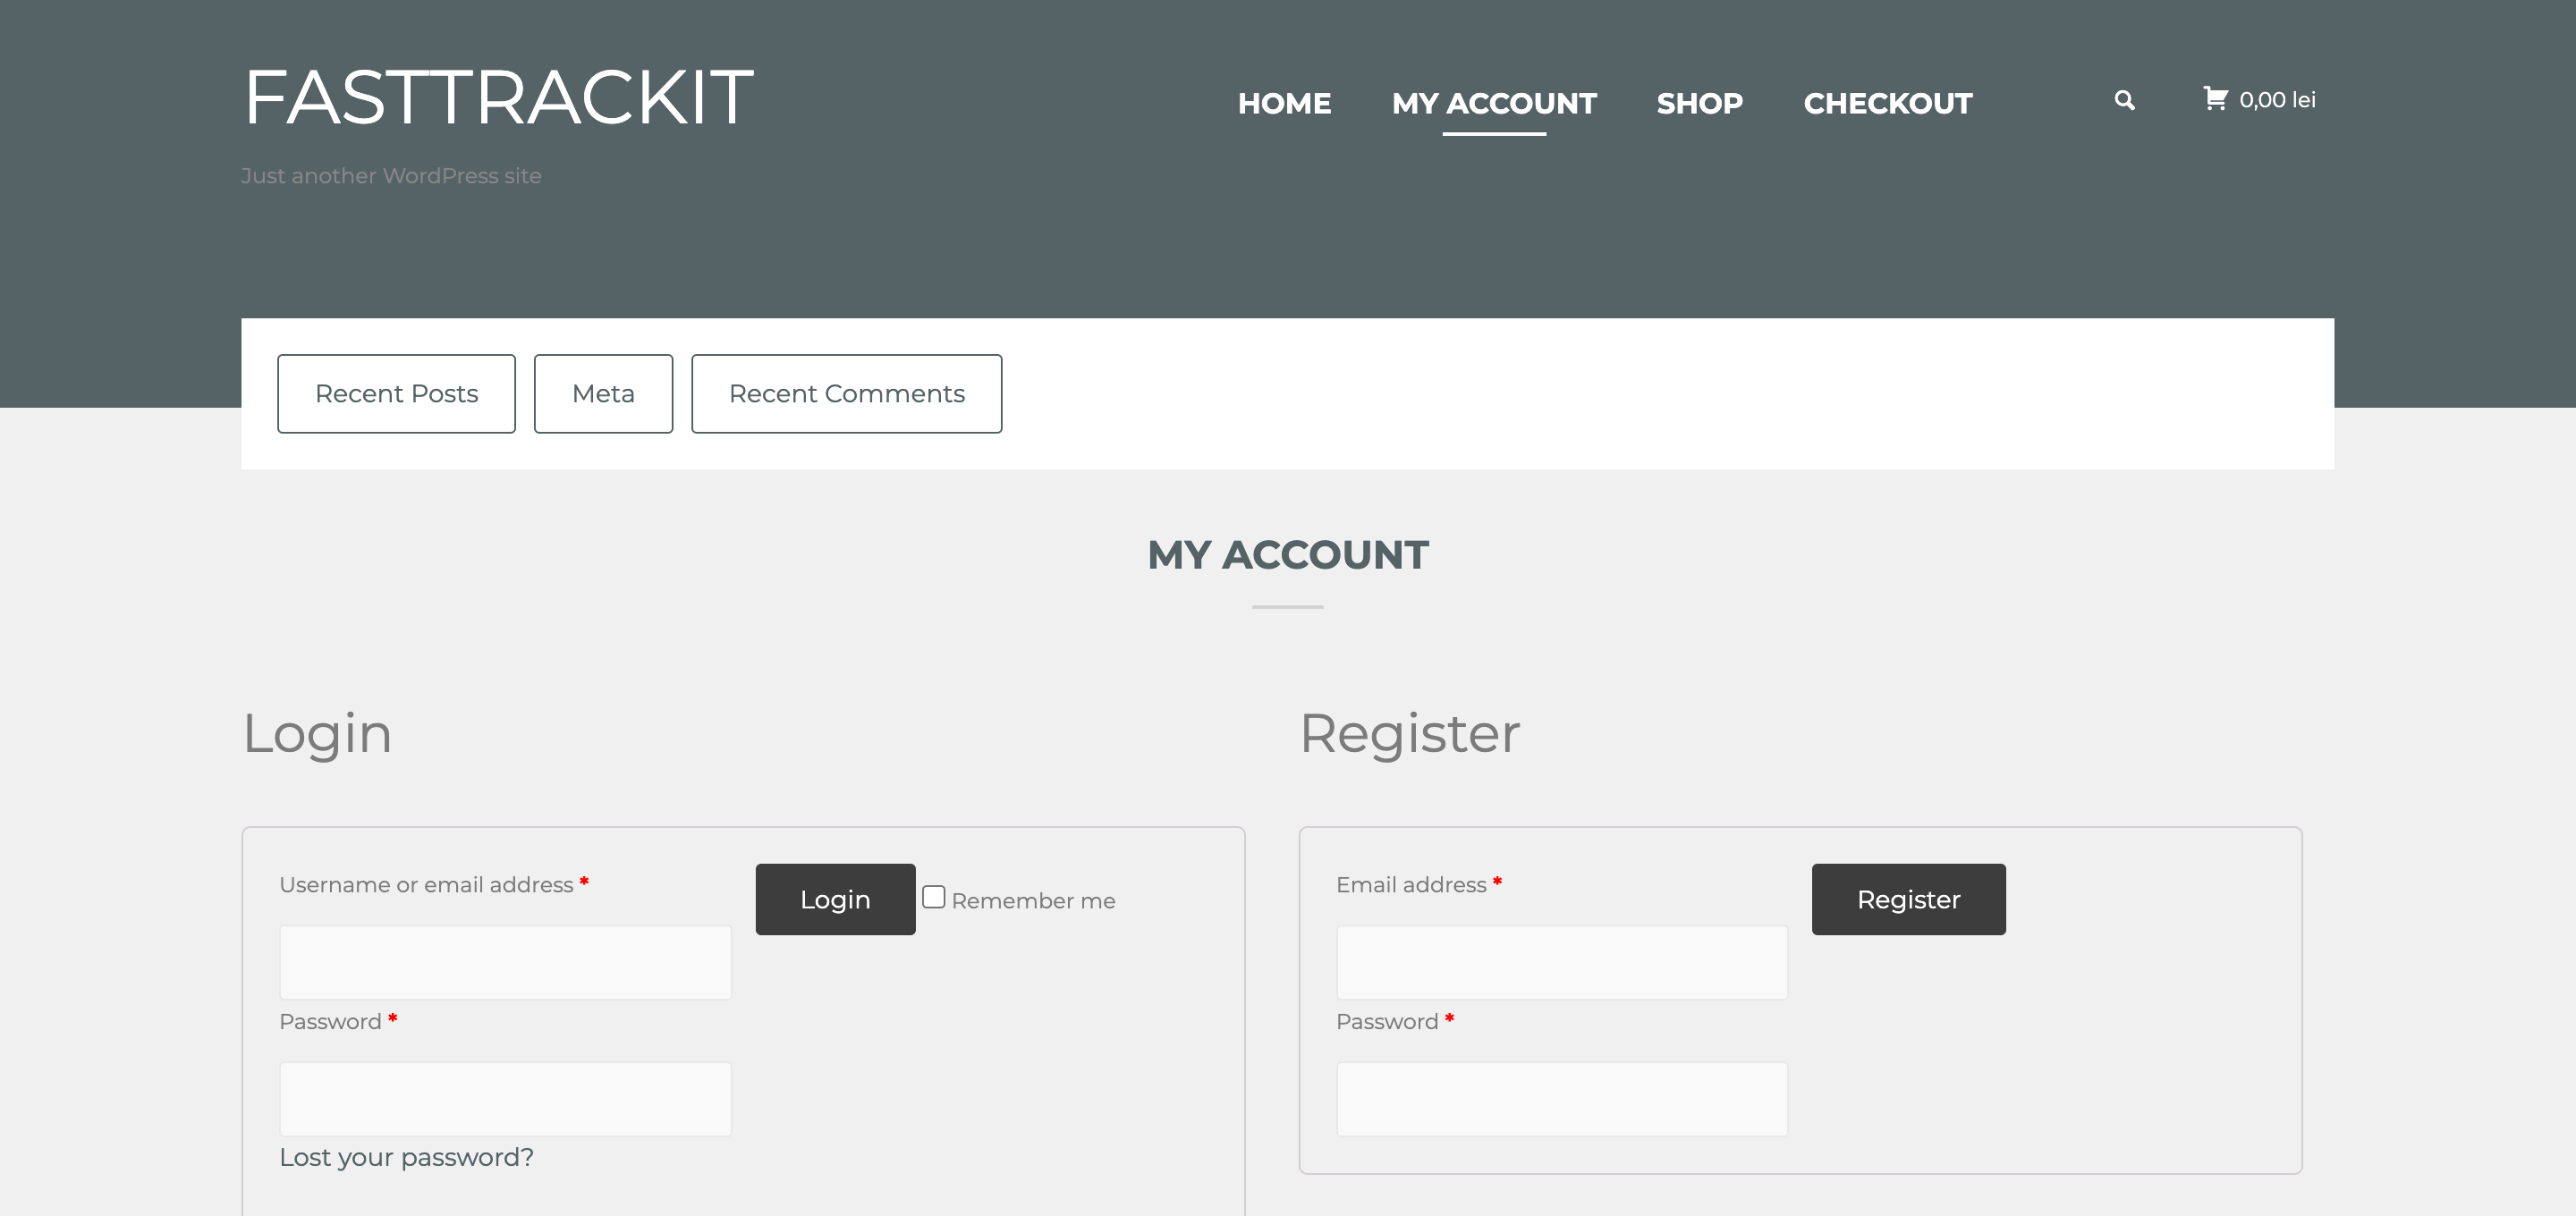 FASTTRACKIT
HOME MY ACCOUNT SHOP CHECKOUT 0,00 lei
Just another WordPress site
Recent Posts Meta Recent Comments
MY ACCOUNT
Login
Register
Username or email address *
Login Remember me
Password *
Lost your password?
Email address *
Register
Password *